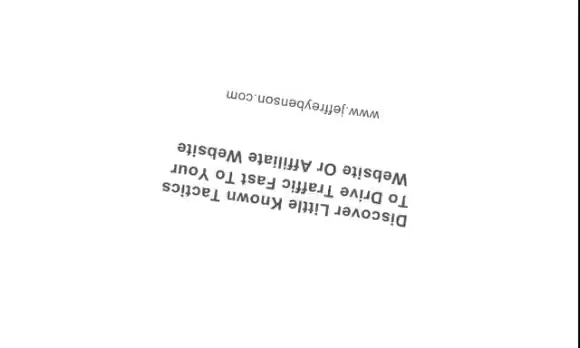 Discover Little Known Tactics
To Drive Traffic Fast To Your
Website Or Affiliate Website
www.jeffreybenson.com